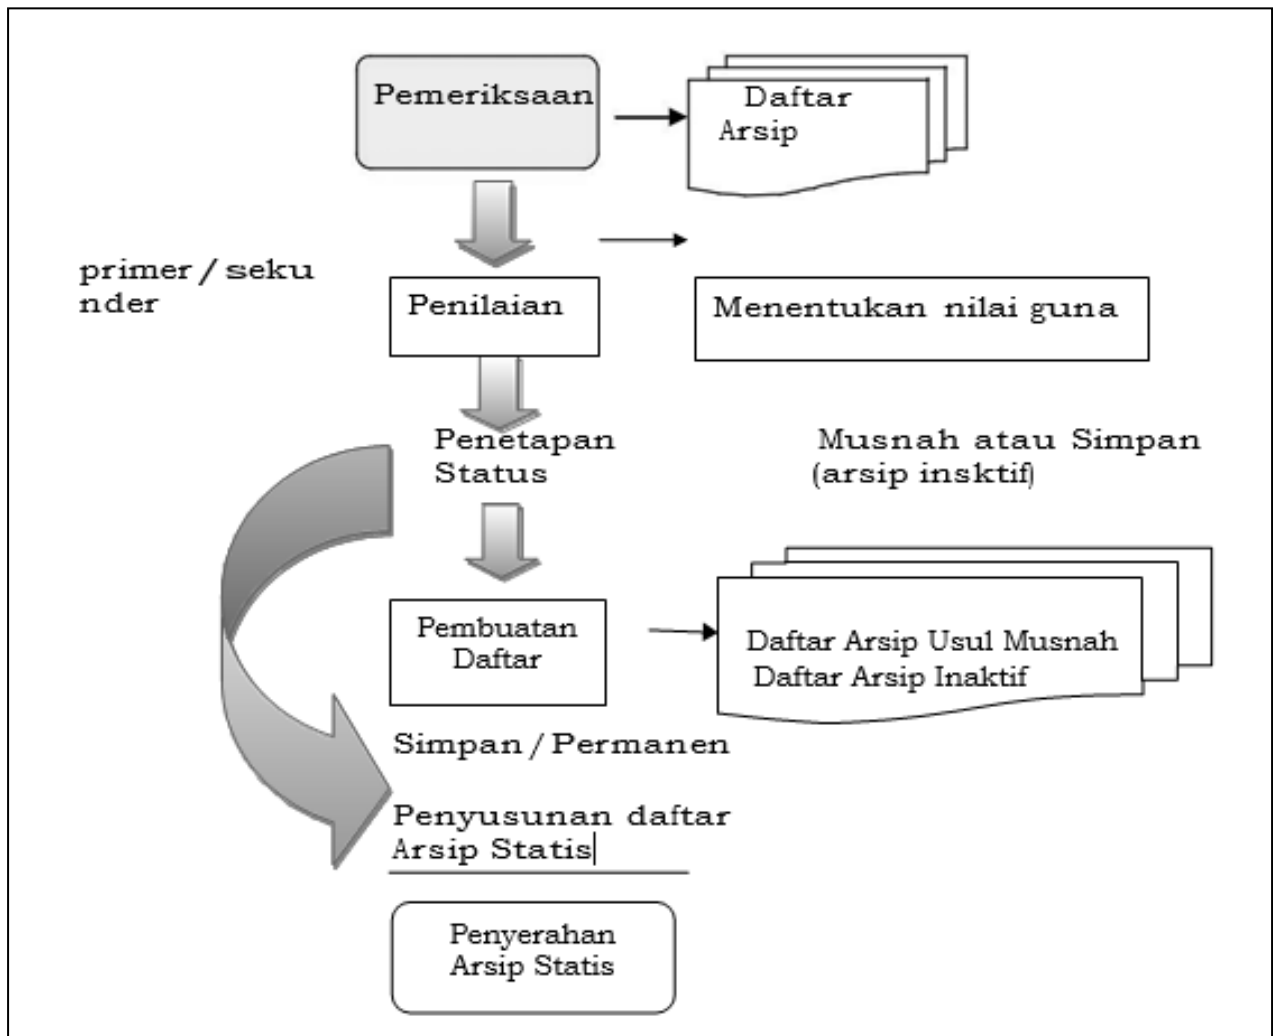 Pemeriksaan
Daftar
Arsip
primer/seku
nder
Penilaian
Menentukan nilai guna
Penetapan
Status
Musnah atau Simpan
(arsip insktif)
Pembuatan
Daftar
Daftar Arsip Usul Musnah
Daftar Arsip Inaktif
Simpan/Permanen
Penyusunan daftar
Arsip Statis
Penyerahan
Arsip Statis